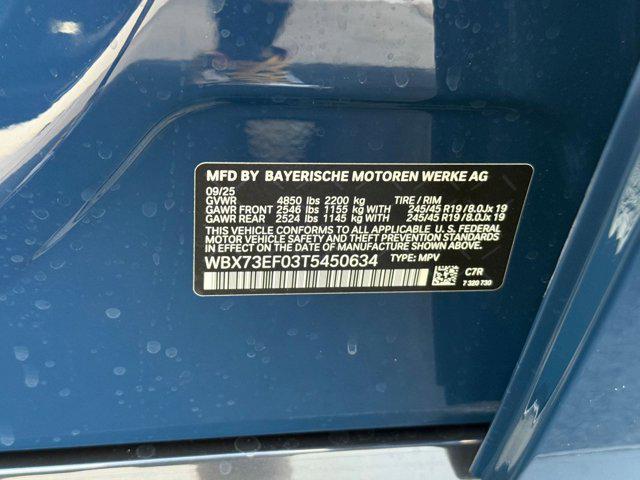 MFD BY BAYERISCHE MOTOREN WERKE AG
09/25
GVWR 4850 lbs 2200 kg TIRE / RIM
GAWR FRONT 2546 lbs 1155 kg WITH 245/45 R19 / 8.0Jx 19
GAWR REAR 2524 lbs 1145 kg WITH 245/45 R19 / 8.0Jx 19
THIS VEHICLE CONFORMS TO ALL APPLICABLE U. S. FEDERAL
MOTOR VEHICLE SAFETY, BUMPER, AND THEFT PREVENTION STANDARDS
IN EFFECT ON THE DATE OF MANUFACTURE SHOWN ABOVE.
WBX73EF03T5450634 TYPE: MPV
C7R
7 320 730